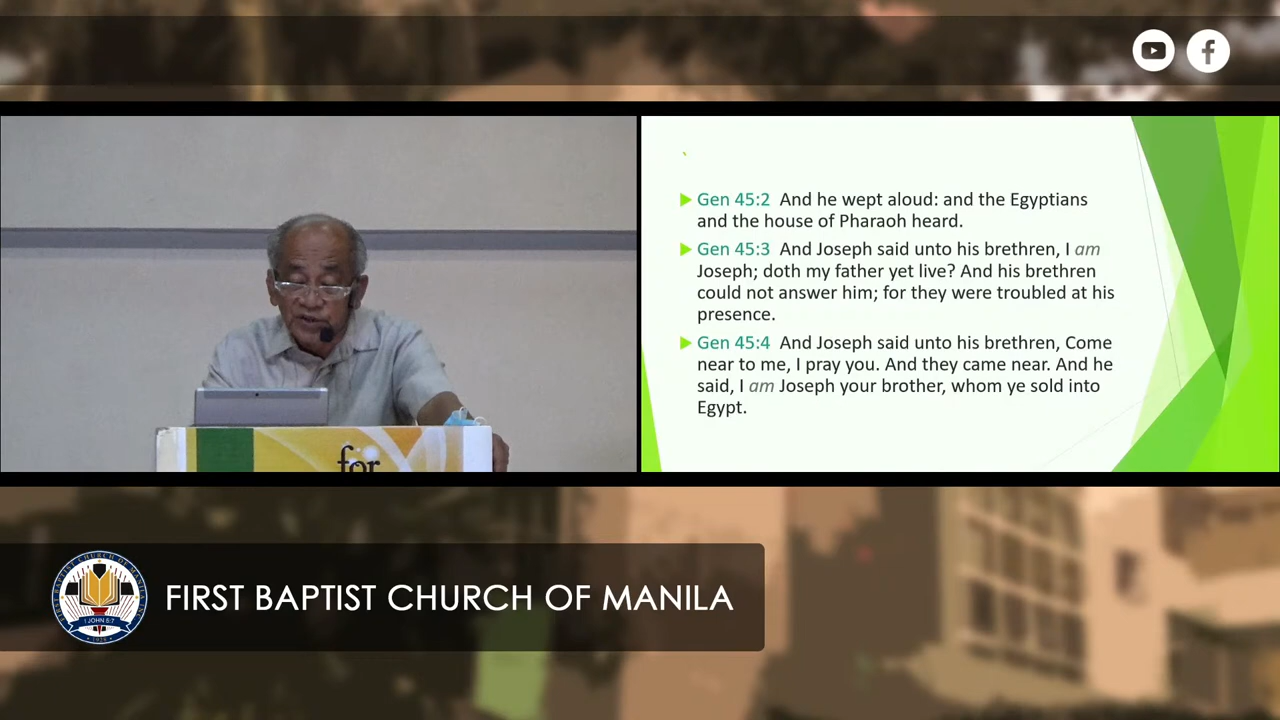 Gen 45:2 And he wept aloud: and the Egyptians
and the house of Pharaoh heard.
Gen 45:3 And Joseph said unto his brethren, I am
Joseph; doth my father yet live? And his brethren
could not answer him; for they were troubled at his
presence.
Gen 45:4 And Joseph said unto his brethren, Come
near to me, I pray you. And they came near. And he
said, I am Joseph your brother, whom ye sold into
Egypt.
for
FIRST BAPTIST CHURCH OF MANILA
I JOHN 5:7